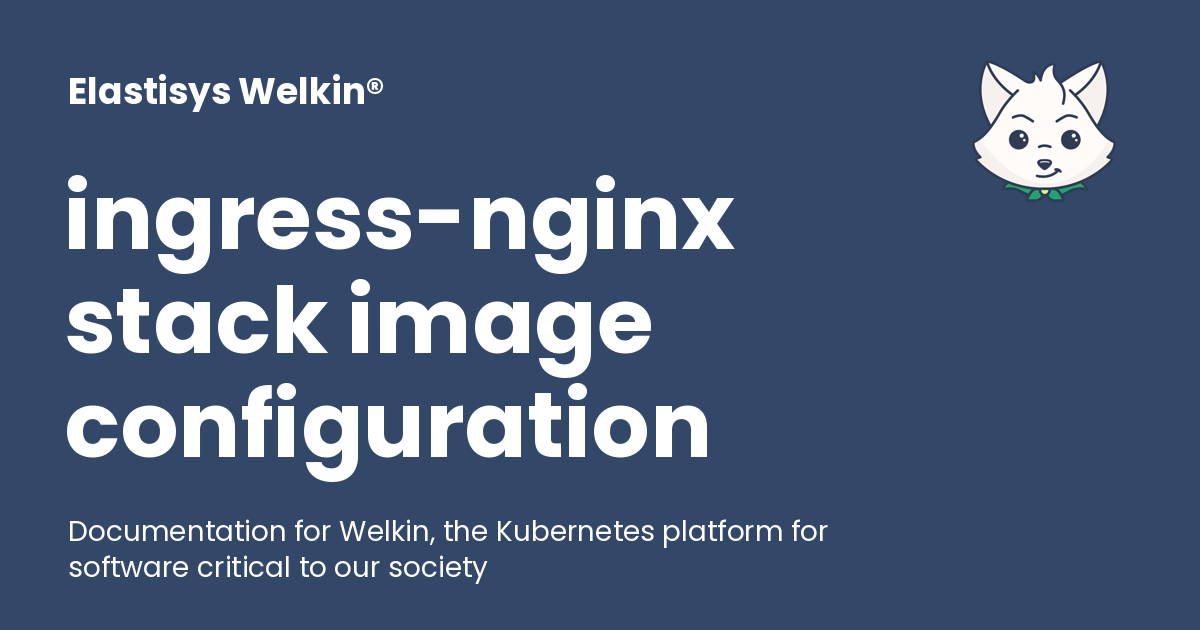 Elastisys Welkin®
ingress-nginx
stack image
configuration
Documentation for Welkin, the Kubernetes platform for
software critical to our society